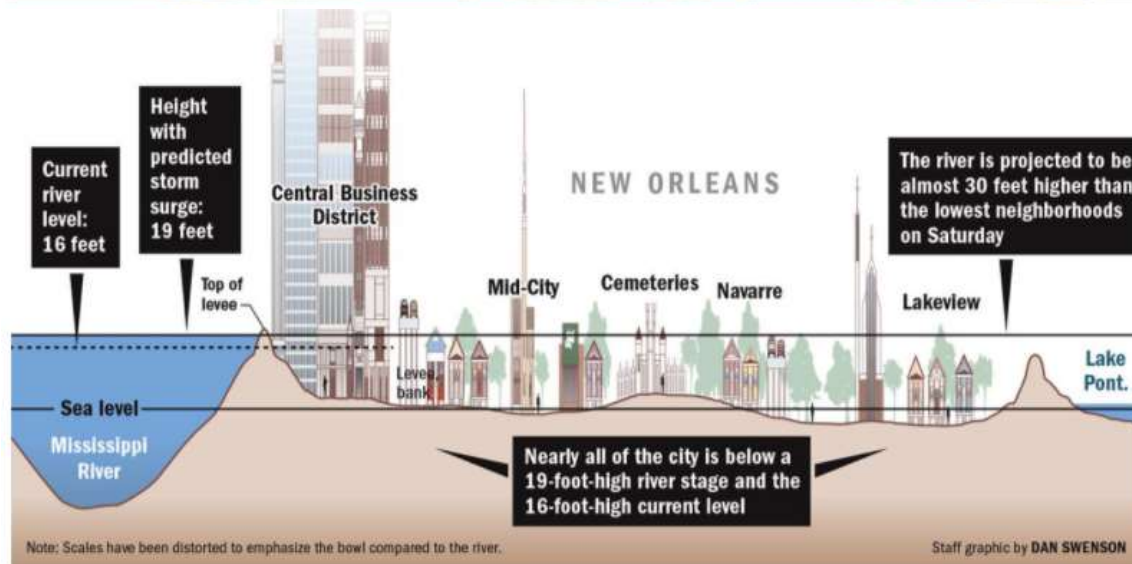 Current
river
level:
16 feet
Height
with
predicted
storm
surge:
19 feet
Central Business
District
NEW ORLEANS
The river is projected to be
almost 30 feet higher than
the lowest neighborhoods
on Saturday
Top of
levee
Mid-City
Cemeteries
Navarre
Lakeview
Levee
bank
Lake
Pont.
Sea level
Mississippi
River
Nearly all of the city is below a
19-foot-high river stage and the
16-foot-high current level
Note: Scales have been distorted to emphasize the bowl compared to the river.
Staff graphic by DAN SWENSON